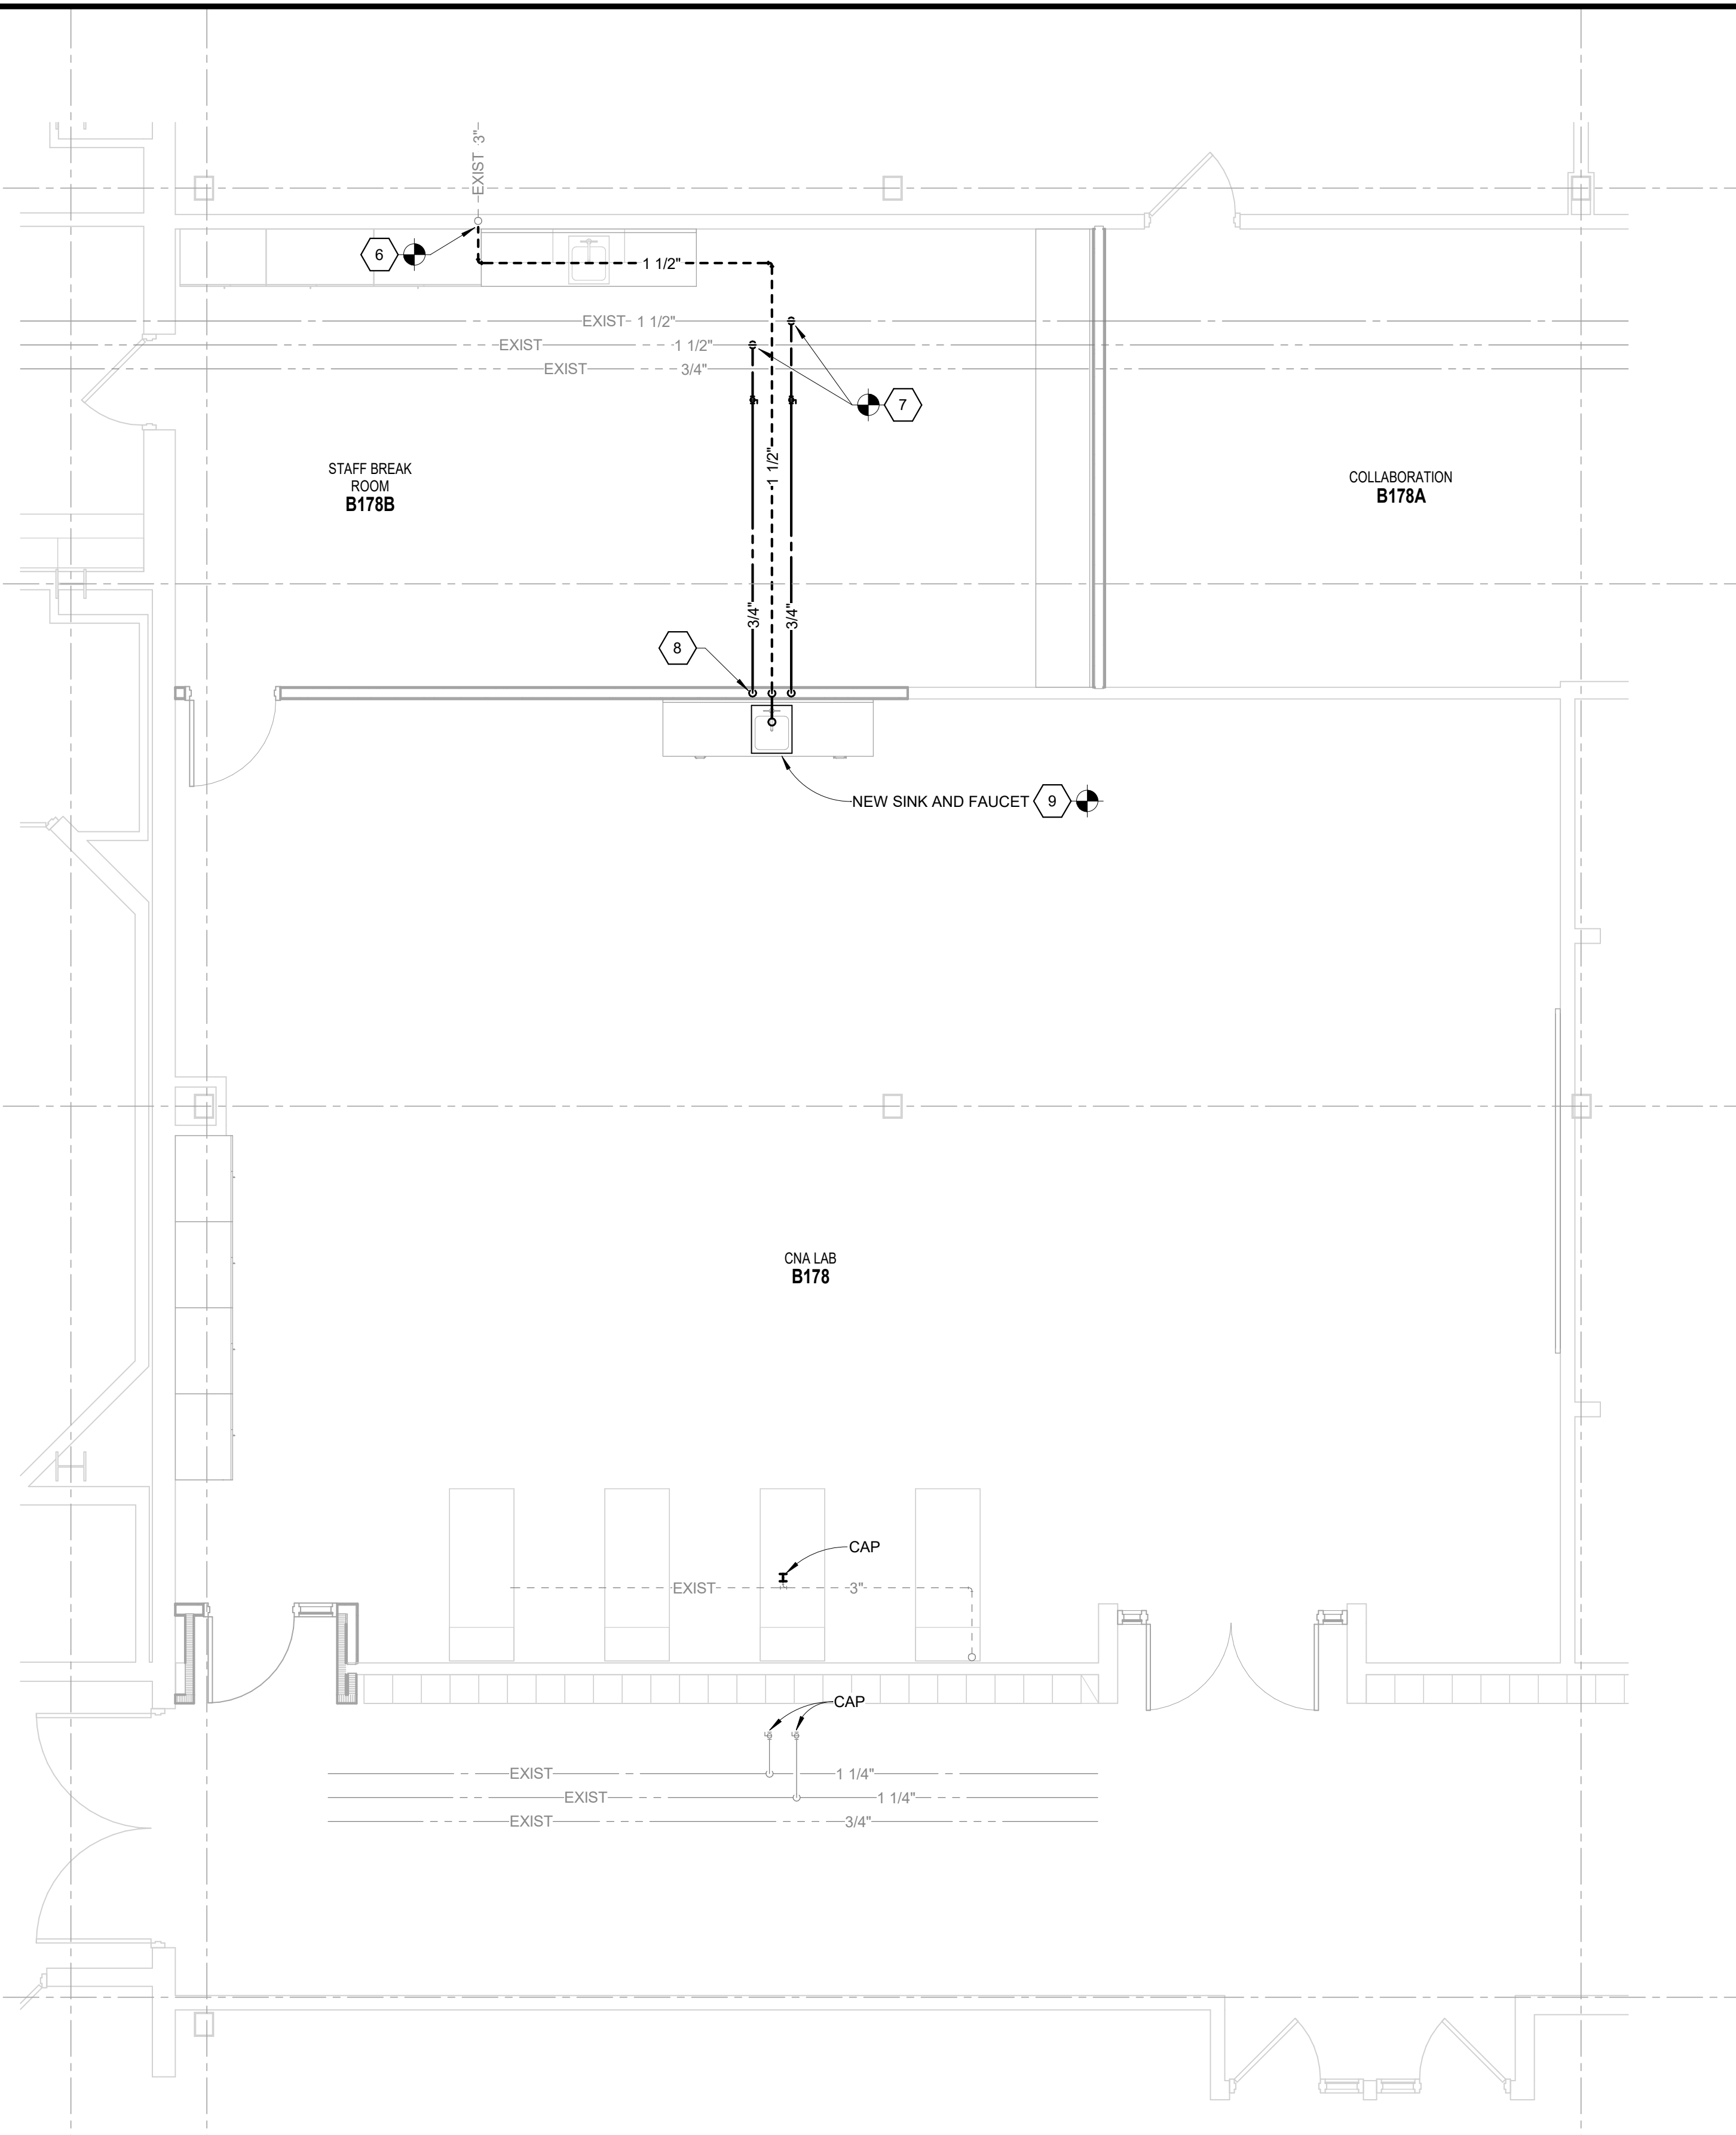 EXIST 3"
6
1 1/2"
EXIST 1 1/2"
EXIST 1 1/2"
EXIST 3/4"
7
1 1/2"
STAFF BREAK
ROOM
B178B
COLLABORATION
B178A
3/4"
3/4"
8
NEW SINK AND FAUCET 9
CNA LAB
B178
CAP
EXIST 3"
CAP
EXIST 1 1/4"
EXIST 1 1/4"
EXIST 3/4"